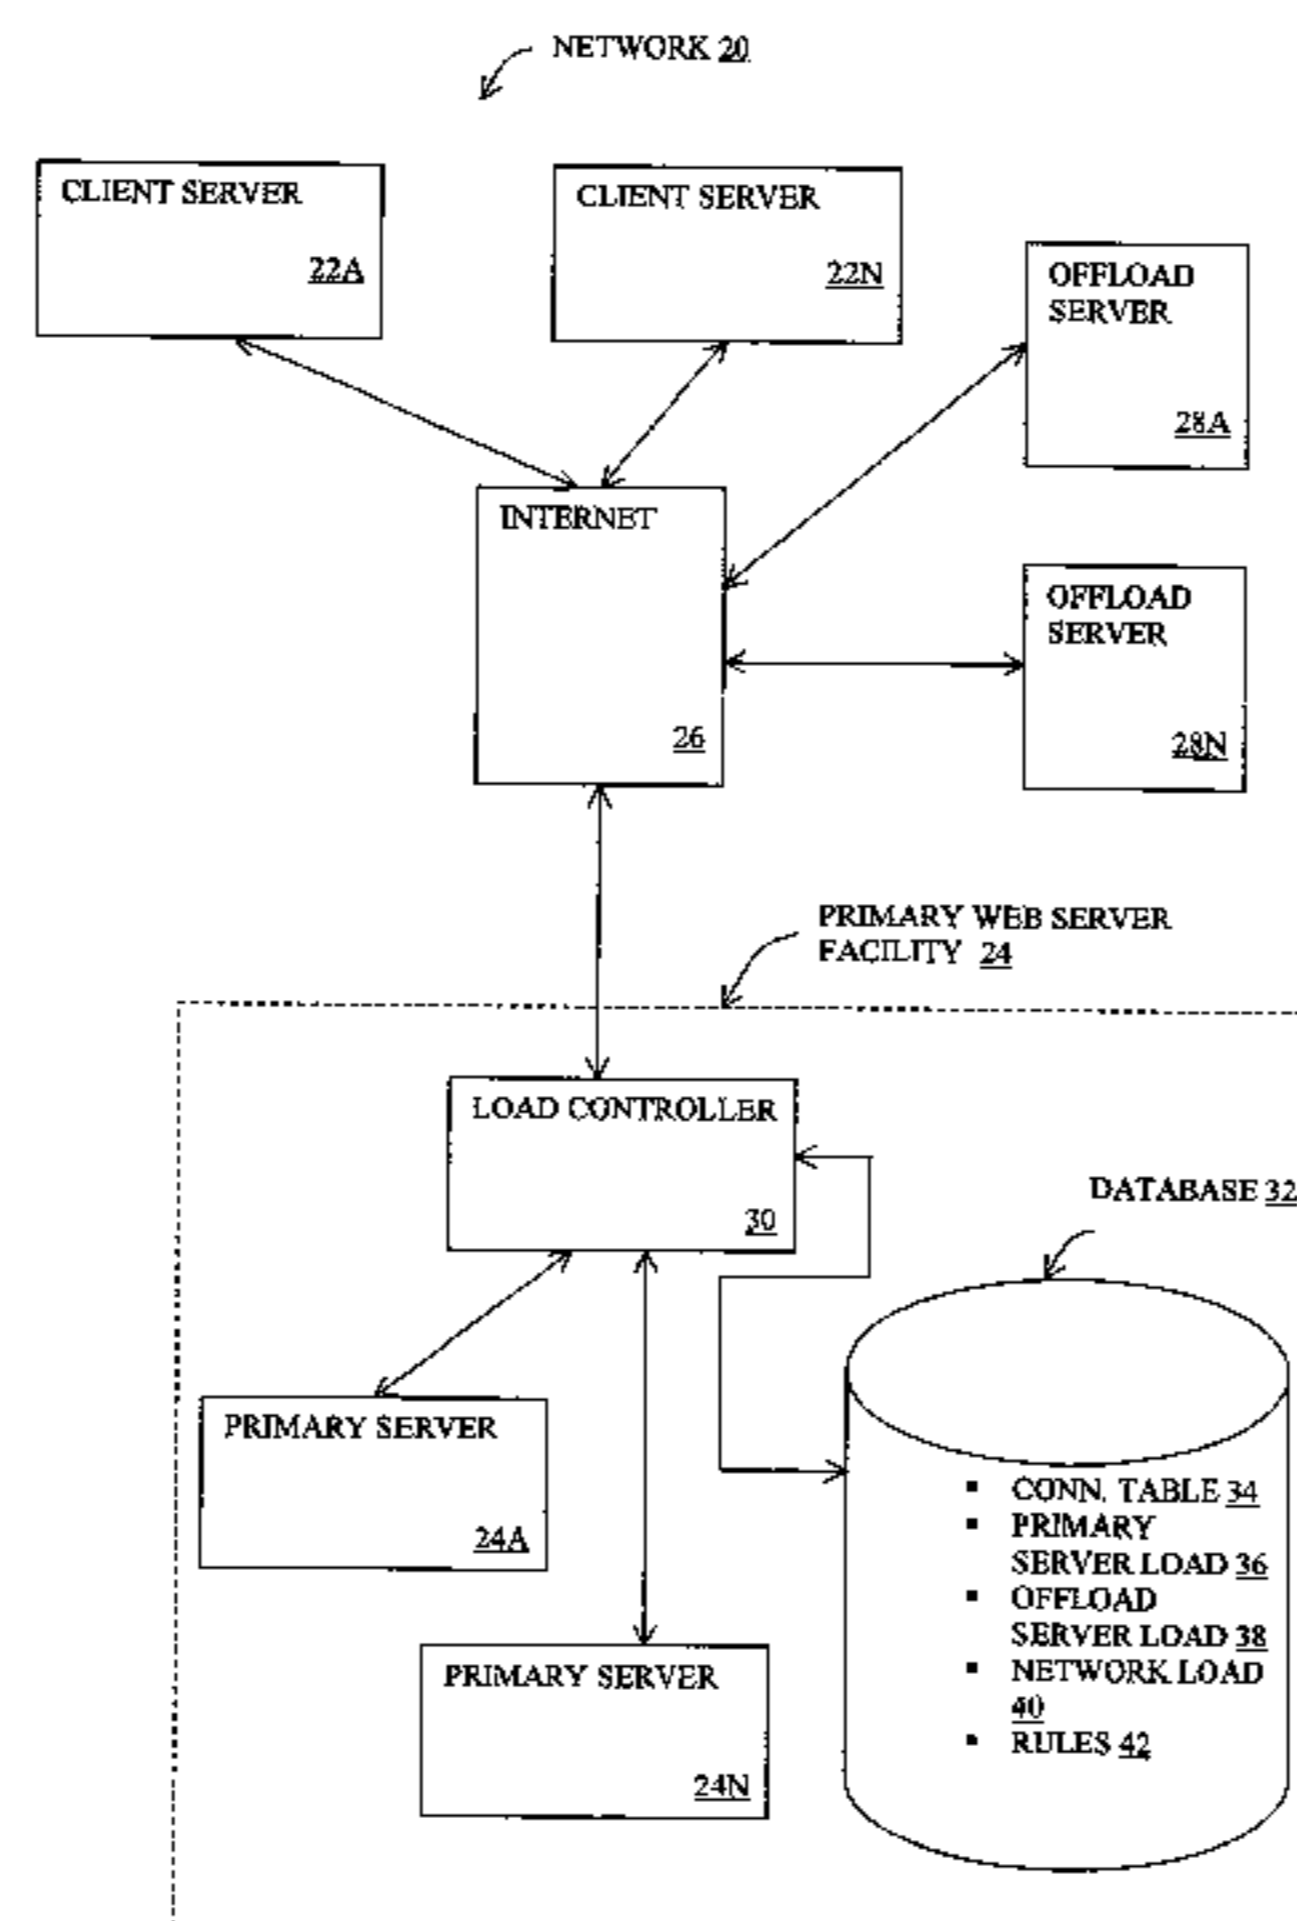 NETWORK 20
CLIENT SERVER
22A
CLIENT SERVER
22N
OFFLOAD
SERVER
28A
INTERNET
26
OFFLOAD
SERVER
28N
PRIMARY WEB SERVER
FACILITY 24
LOAD CONTROLLER
30
DATABASE 32
PRIMARY SERVER
24A
PRIMARY SERVER
24N
▪ CONN. TABLE 34
▪ PRIMARY
SERVER LOAD 36
▪ OFFLOAD
SERVER LOAD 38
▪ NETWORK LOAD
40
▪ RULES 42